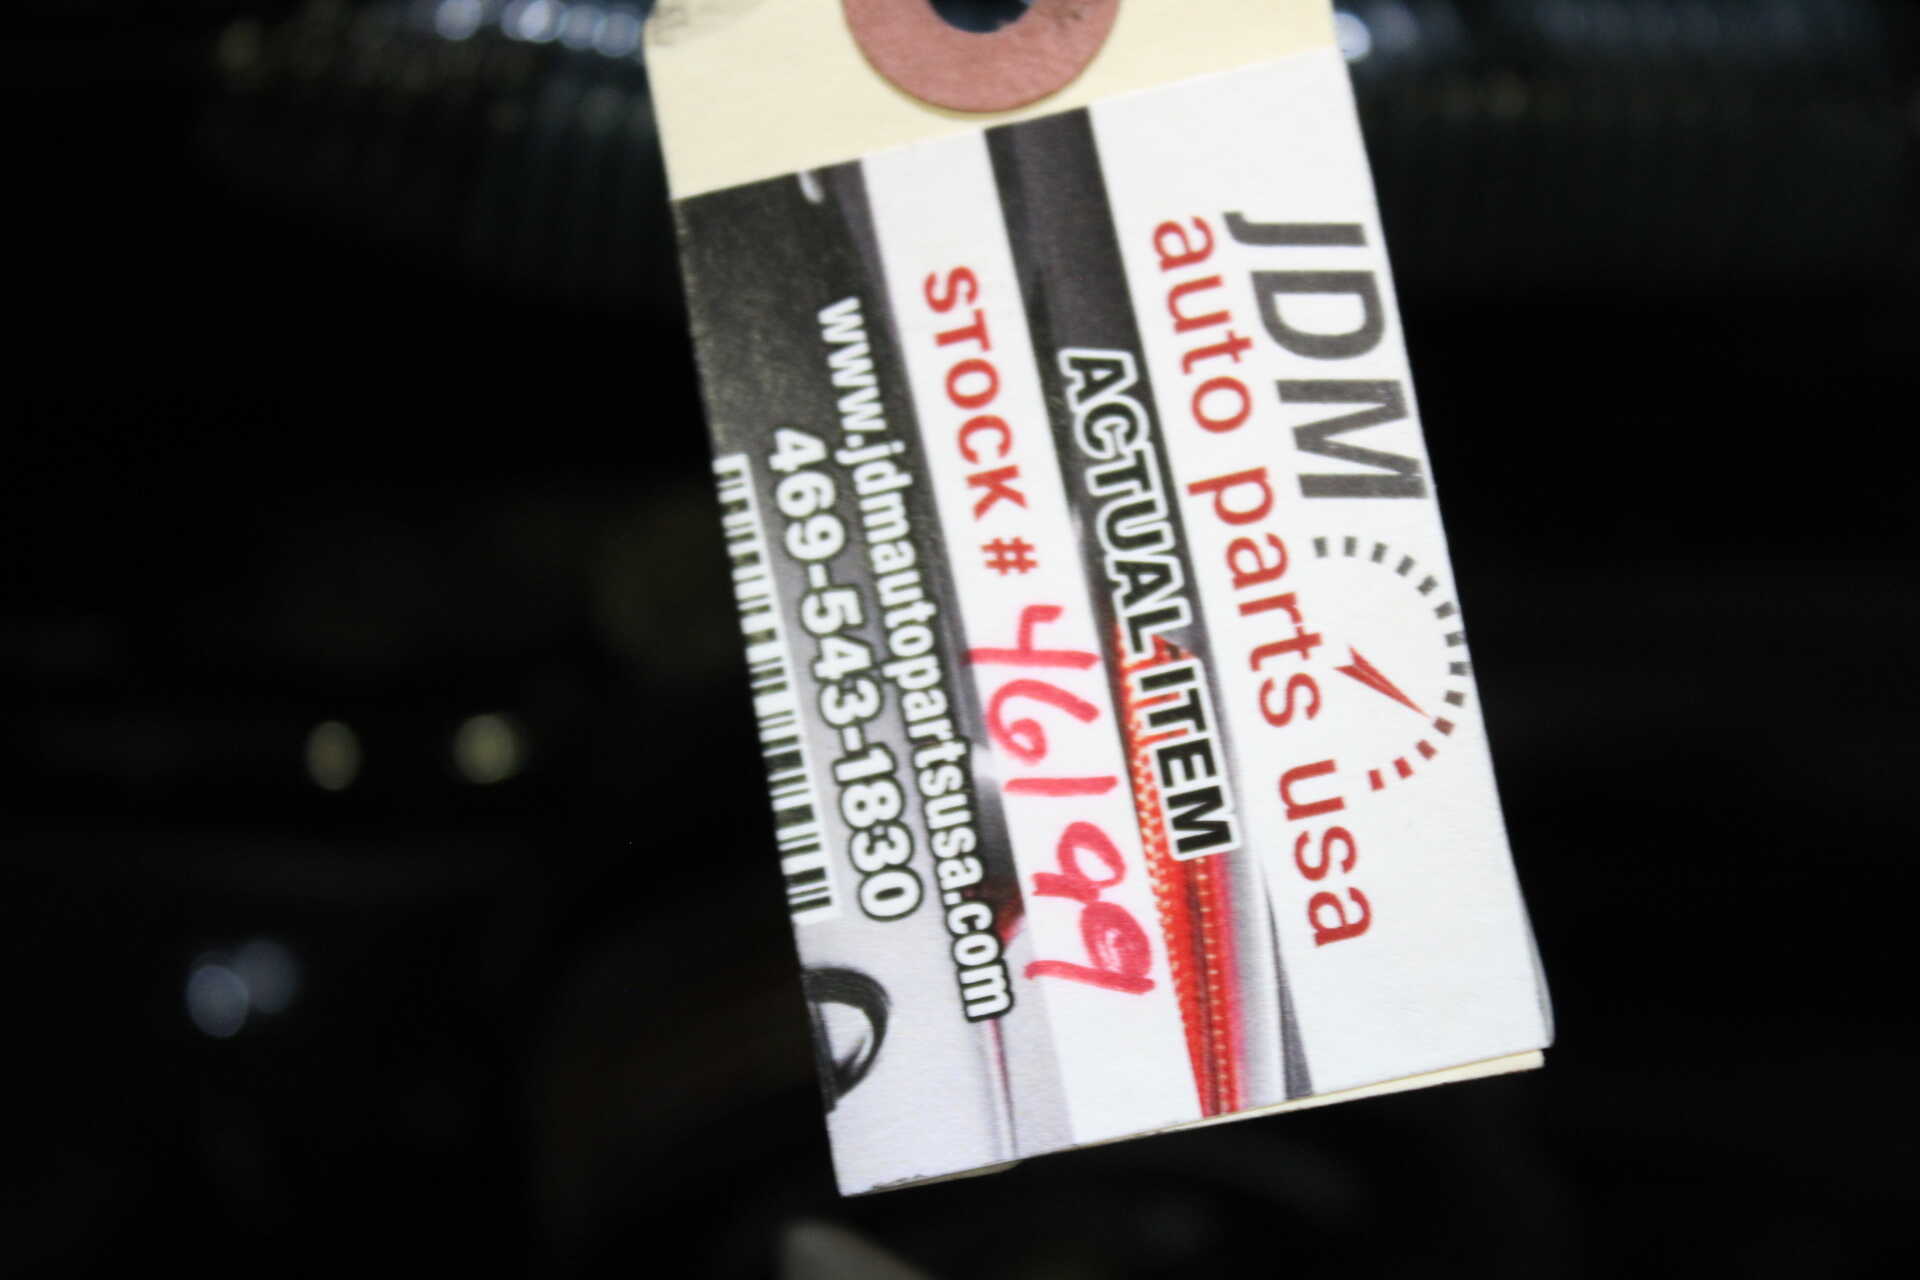 JDM
auto parts usa
ACTUAL ITEM
STOCK # 46199
www.jdmautopartsusa.com
469-543-1830